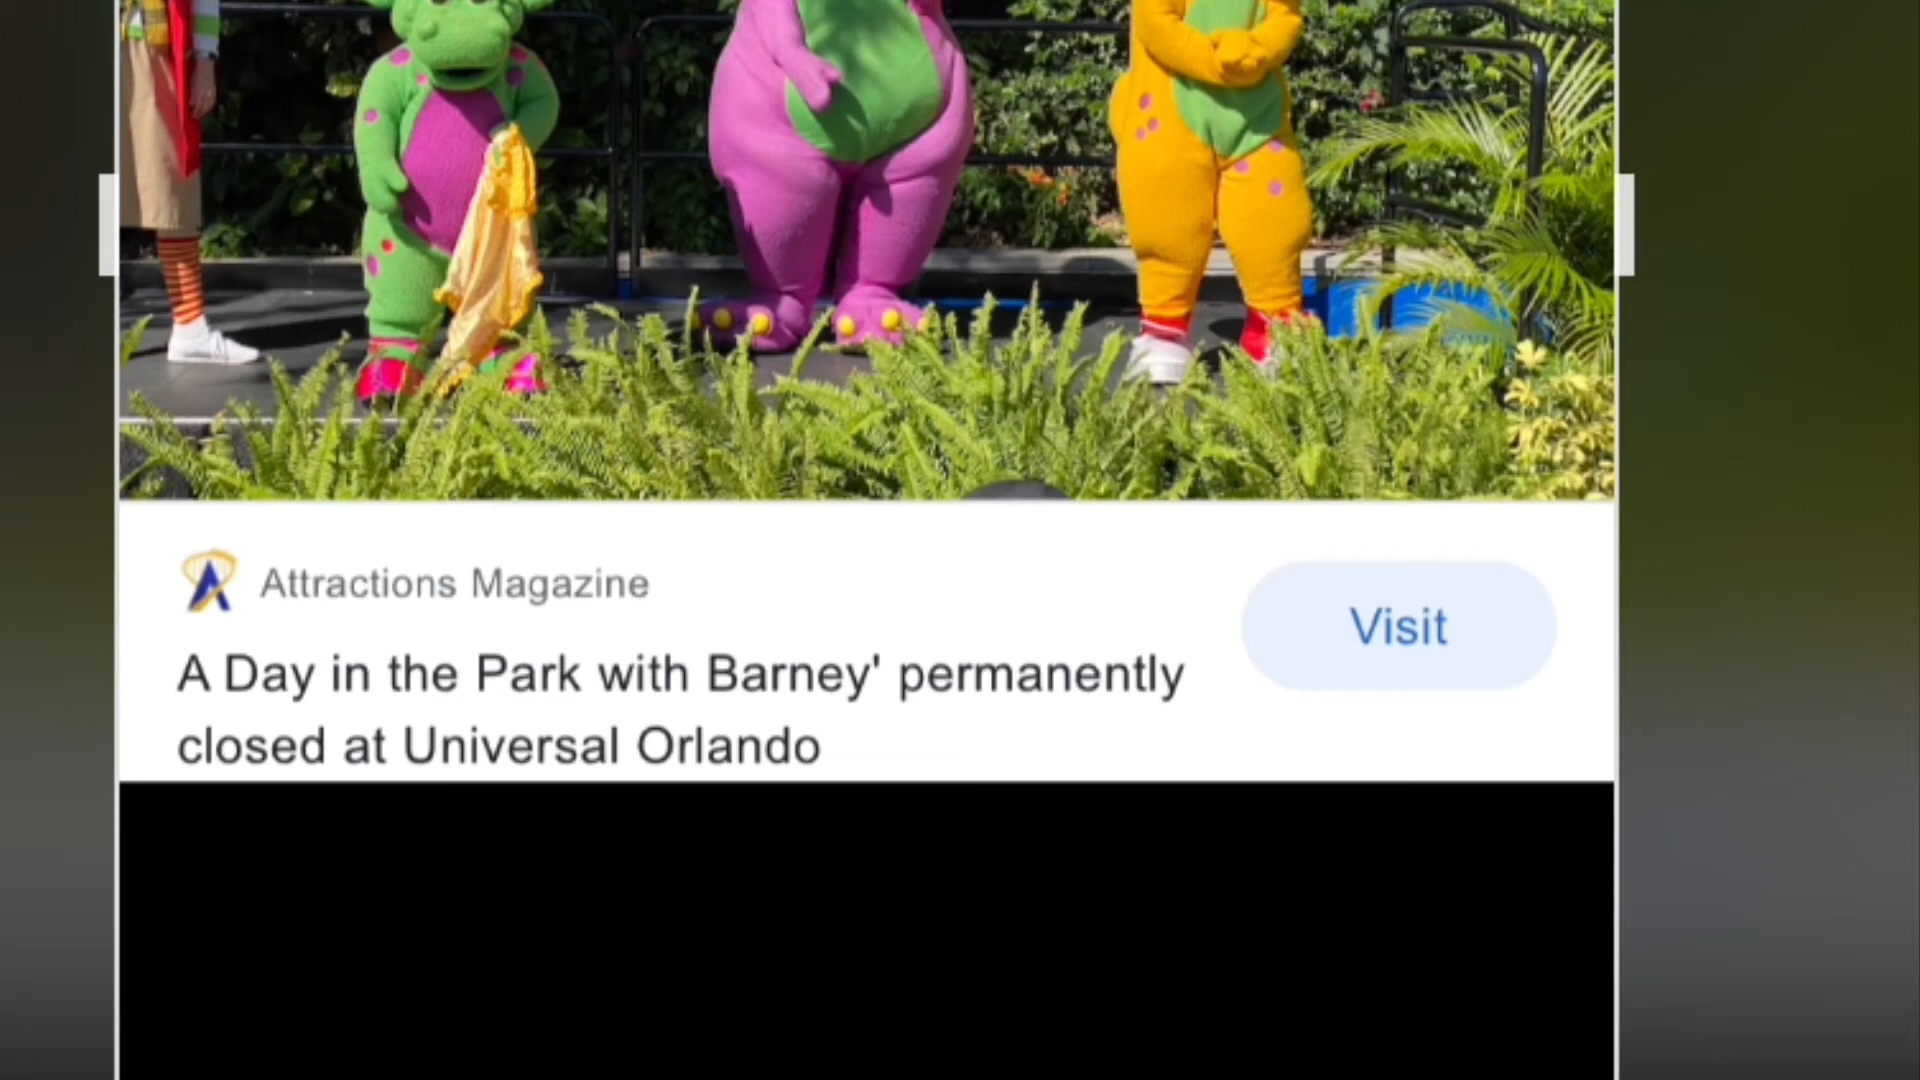 Attractions Magazine
Visit
A Day in the Park with Barney' permanently
closed at Universal Orlando